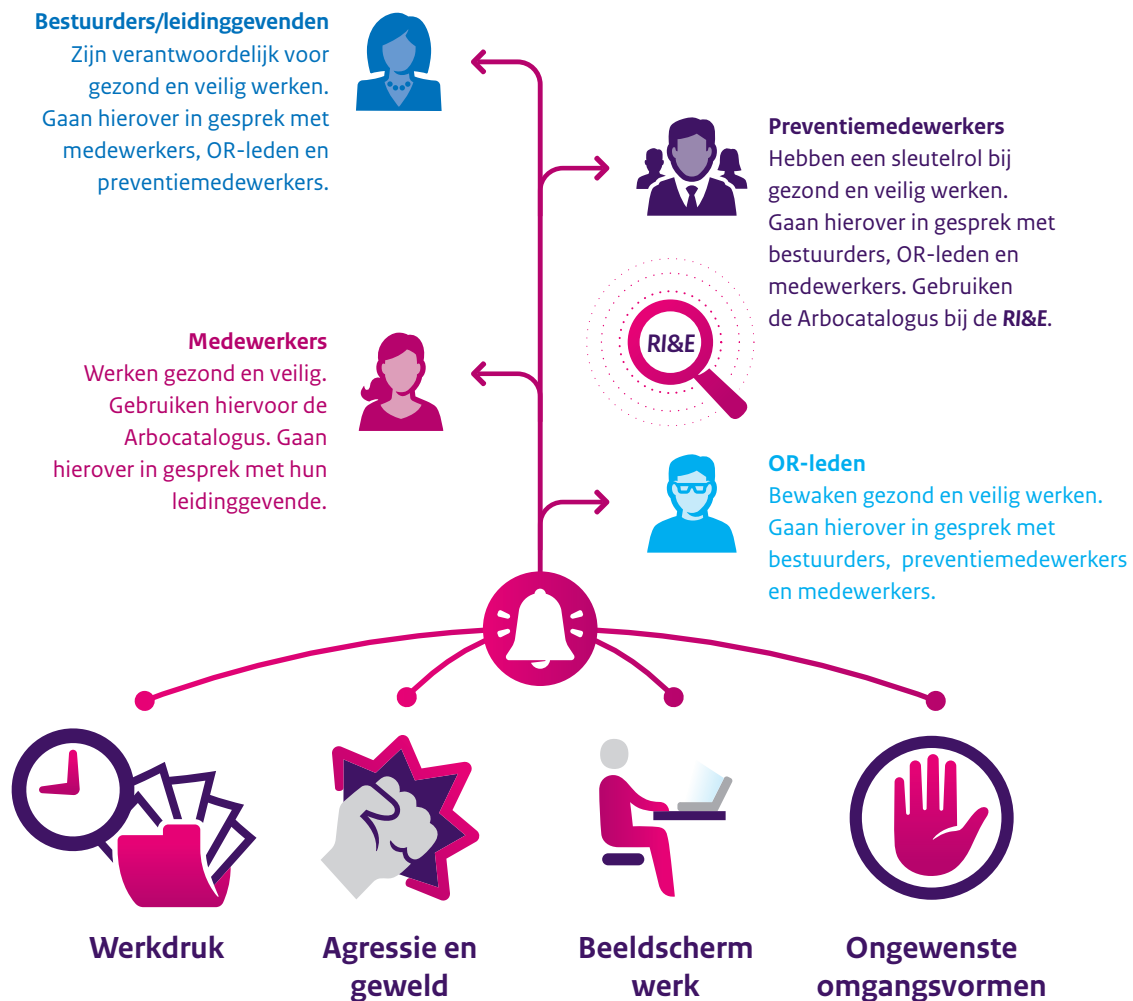 Bestuurders/leidinggevenden
Zijn verantwoordelijk voor
gezond en veilig werken.
Gaan hierover in gesprek met
medewerkers, OR-leden en
preventiemedewerkers.
Preventiemedewerkers
Hebben een sleutelrol bij
gezond en veilig werken.
Gaan hierover in gesprek met
bestuurders, OR-leden en
medewerkers. Gebruiken
de Arbocatalogus bij de RI&E.
RI&E
Medewerkers
Werken gezond en veilig.
Gebruiken hiervoor de
Arbocatalogus. Gaan
hierover in gesprek met hun
leidinggevende.
OR-leden
Bewaken gezond en veilig werken.
Gaan hierover in gesprek met
bestuurders, preventiemedewerkers
en medewerkers.
Werkdruk
Agressie en
geweld
Beeldscherm
werk
Ongewenste
omgangsvormen